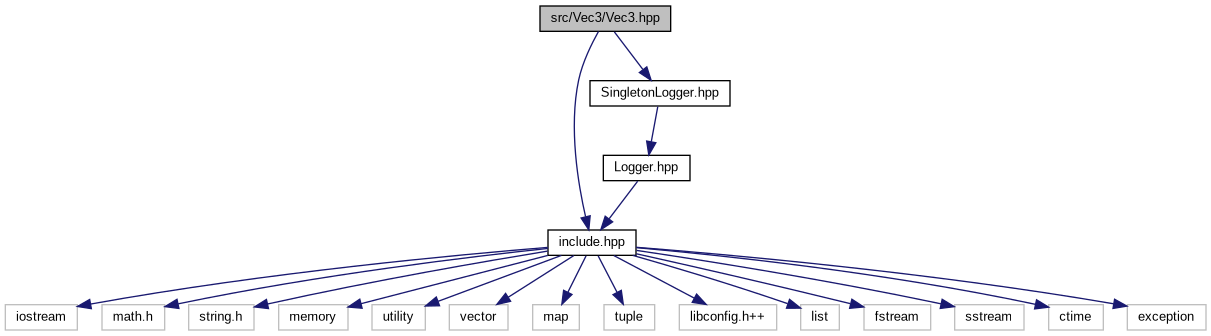 src/Vec3/Vec3.hpp
SingletonLogger.hpp
Logger.hpp
include.hpp
iostream
math.h
string.h
memory
utility
vector
map
tuple
libconfig.h++
list
fstream
sstream
ctime
exception